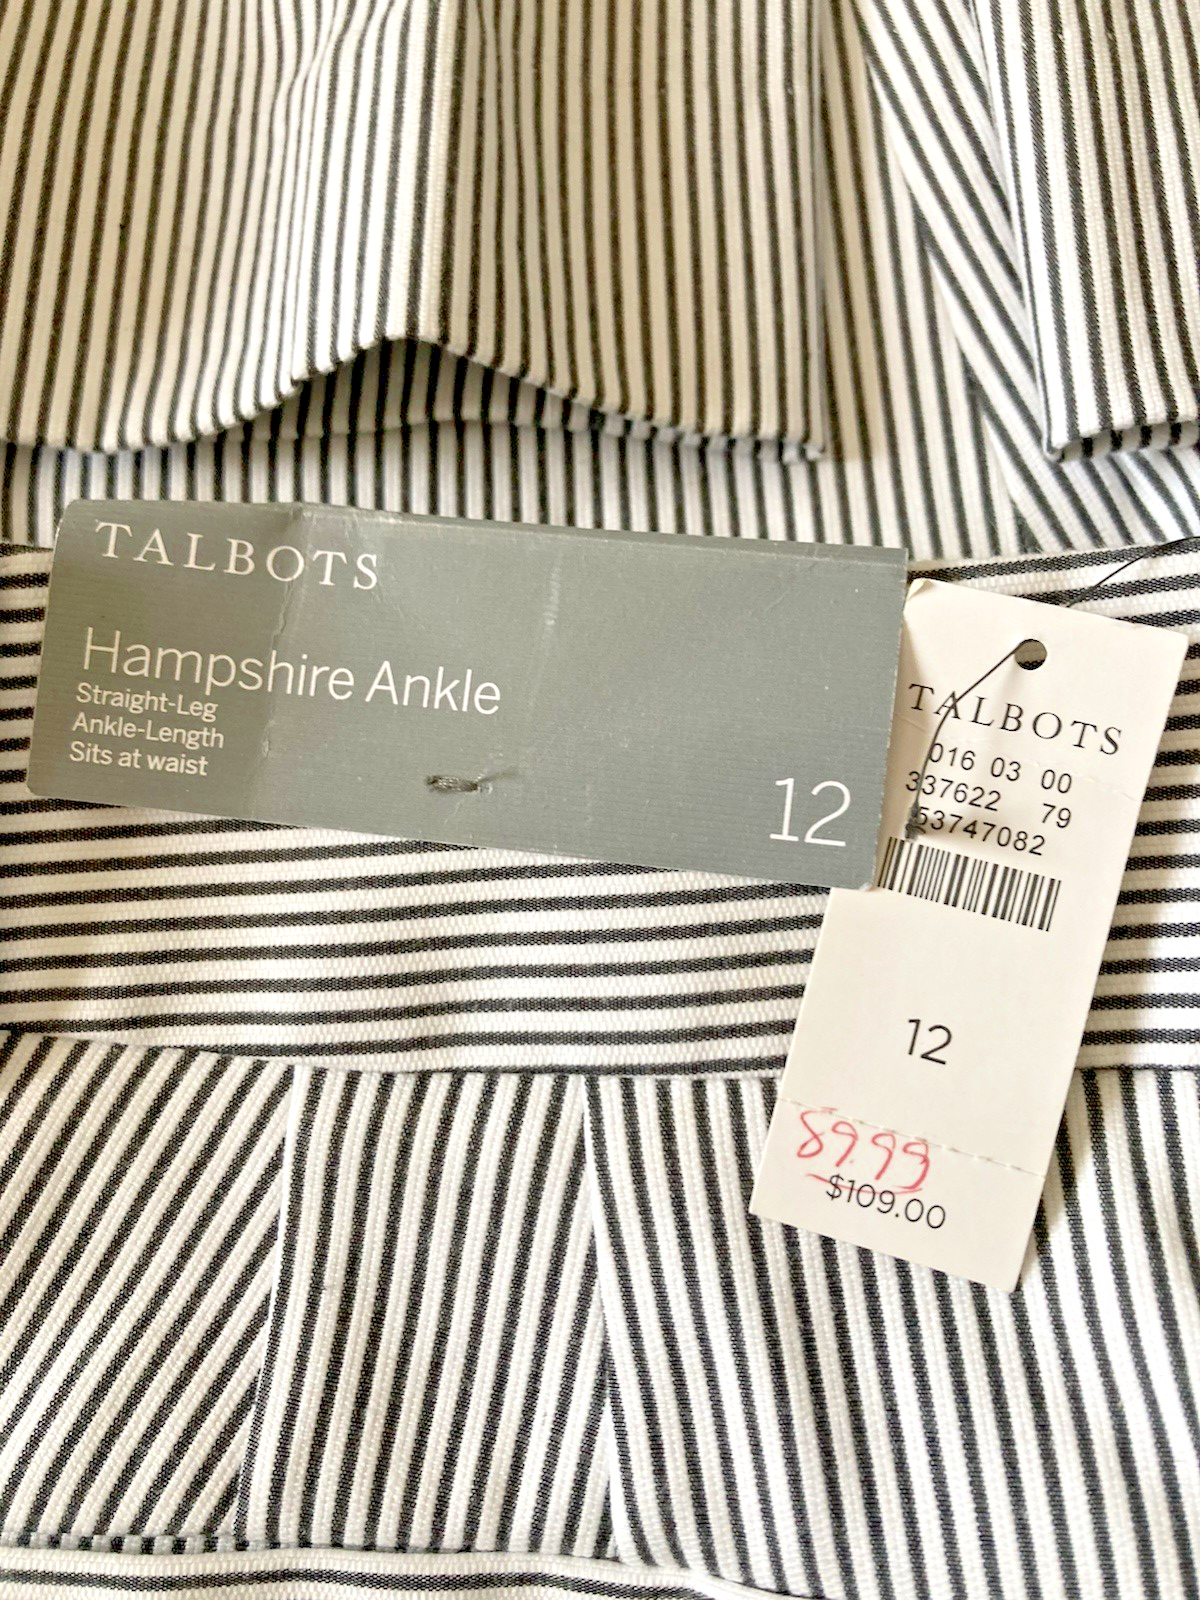 TALBOTS
Hampshire Ankle
Straight-Leg
Ankle-Length
Sits at waist
12
TALBOTS
016 03 00
337622 79
53747082
12
89.99
$109.00